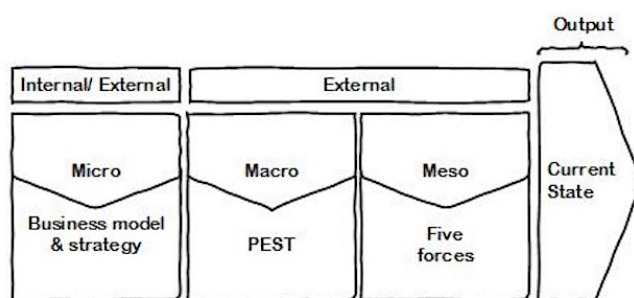 Output
Internal/ External
External
Micro
Macro
Meso
Current
State
Business model
& strategy
PEST
Five
forces